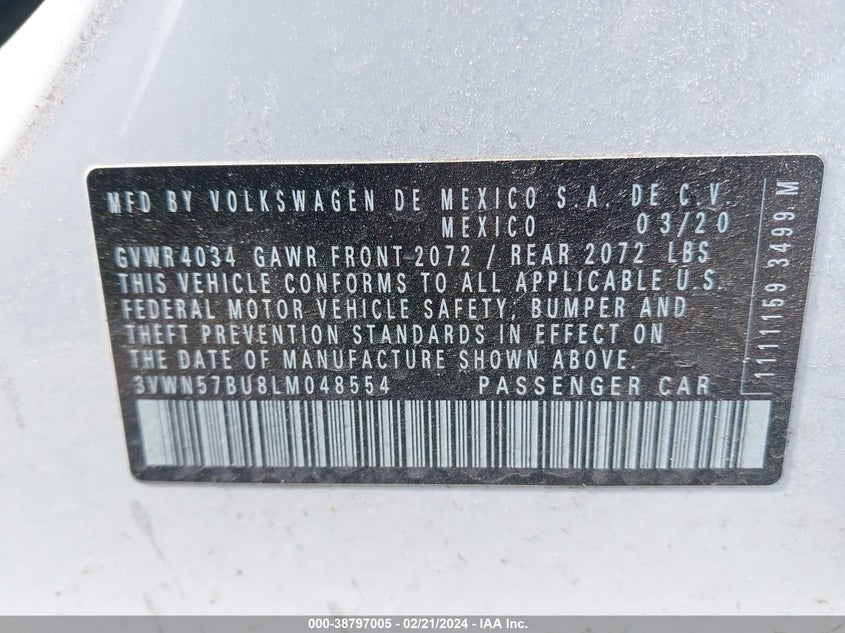 MFD BY VOLKSWAGEN DE MEXICO S.A. DE C.V.
MEXICO 03/20
GVWR4034 GAWR FRONT 2072 / REAR 2072 LBS
THIS VEHICLE CONFORMS TO ALL APPLICABLE U.S.
FEDERAL MOTOR VEHICLE SAFETY, BUMPER AND
THEFT PREVENTION STANDARDS IN EFFECT ON
THE DATE OF MANUFACTURE SHOWN ABOVE.
3VWN57BU8LM048554 PASSENGER CAR
1111159 3499 M
000-38797005 - 02/21/2024 - IAA Inc.